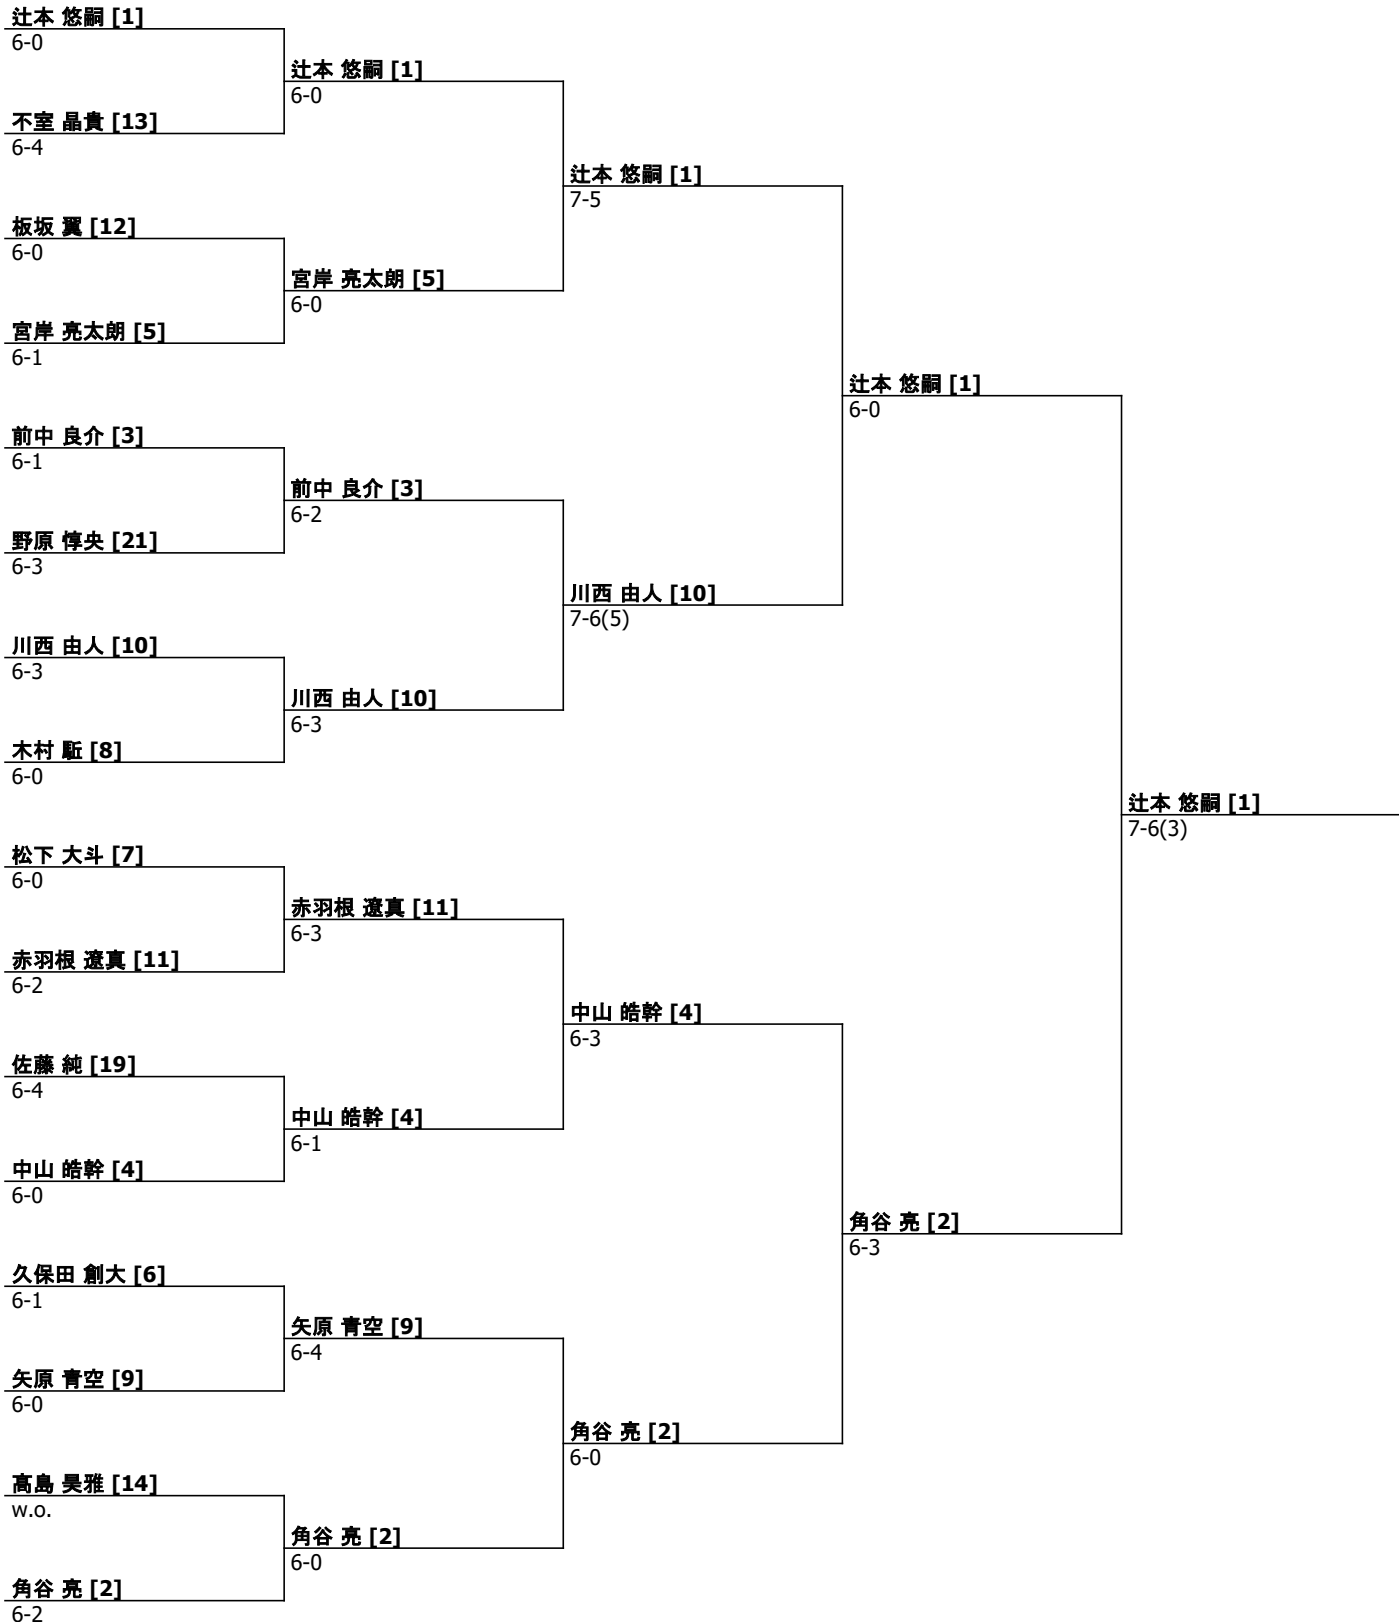 辻本 悠嗣 [1]
6-0
辻本 悠嗣 [1]
6-0
不室 晶貴 [13]
6-4
辻本 悠嗣 [1]
7-5
板坂 翼 [12]
6-0
宮岸 亮太朗 [5]
6-0
宮岸 亮太朗 [5]
6-1
辻本 悠嗣 [1]
6-0
前中 良介 [3]
6-1
前中 良介 [3]
6-2
野原 惇央 [21]
6-3
川西 由人 [10]
7-6(5)
川西 由人 [10]
6-3
川西 由人 [10]
6-3
木村 駈 [8]
6-0
辻本 悠嗣 [1]
7-6(3)
松下 大斗 [7]
6-0
赤羽根 遼真 [11]
6-3
赤羽根 遼真 [11]
6-2
中山 皓幹 [4]
6-3
佐藤 純 [19]
6-4
中山 皓幹 [4]
6-1
中山 皓幹 [4]
6-0
角谷 亮 [2]
6-3
久保田 創大 [6]
6-1
矢原 青空 [9]
6-4
矢原 青空 [9]
6-0
角谷 亮 [2]
6-0
髙島 昊雅 [14]
w.o.
角谷 亮 [2]
6-0
角谷 亮 [2]
6-2